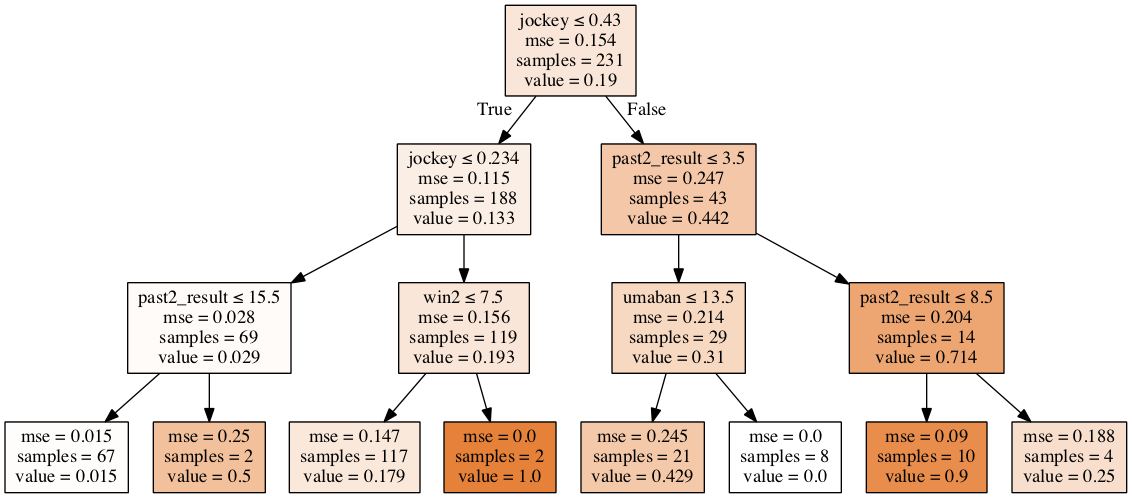 jockey ≤ 0.43
mse = 0.154
samples = 231
value = 0.19
True
False
jockey ≤ 0.234
mse = 0.115
samples = 188
value = 0.133
past2_result ≤ 3.5
mse = 0.247
samples = 43
value = 0.442
past2_result ≤ 15.5
mse = 0.028
samples = 69
value = 0.029
win2 ≤ 7.5
mse = 0.156
samples = 119
value = 0.193
umaban ≤ 13.5
mse = 0.214
samples = 29
value = 0.31
past2_result ≤ 8.5
mse = 0.204
samples = 14
value = 0.714
mse = 0.015
samples = 67
value = 0.015
mse = 0.25
samples = 2
value = 0.5
mse = 0.147
samples = 117
value = 0.179
mse = 0.0
samples = 2
value = 1.0
mse = 0.245
samples = 21
value = 0.429
mse = 0.0
samples = 8
value = 0.0
mse = 0.09
samples = 10
value = 0.9
mse = 0.188
samples = 4
value = 0.25